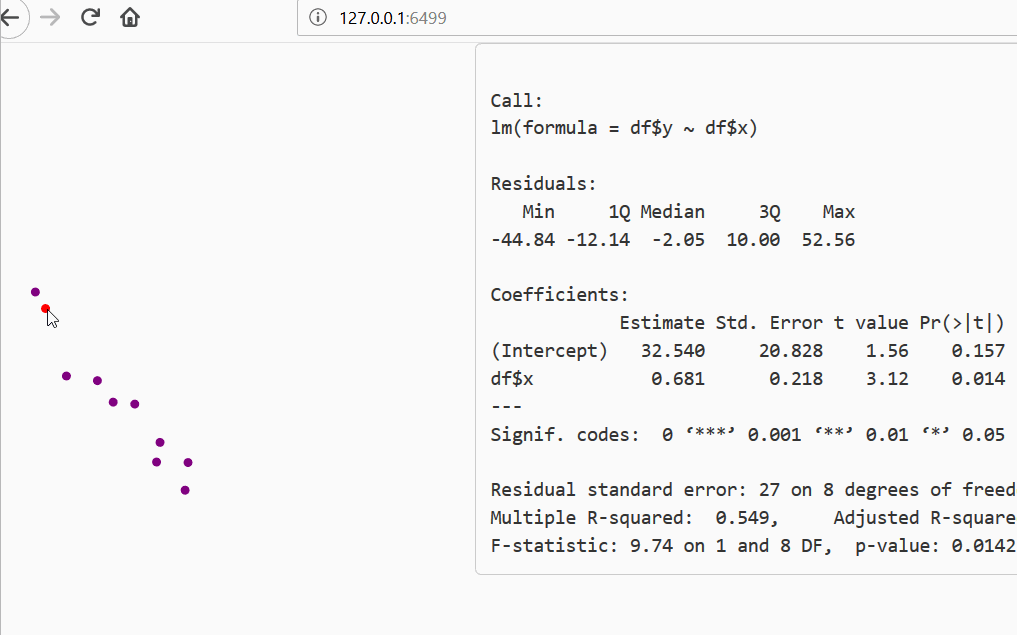 127.0.0.1:6499
Call:
lm(formula = df$y ~ df$x)
Residuals:
   Min     1Q Median     3Q    Max
-44.84 -12.14  -2.05  10.00  52.56
Coefficients:
            Estimate Std. Error t value Pr(>|t|)
(Intercept)   32.540     20.828    1.56    0.157
df$x           0.681      0.218    3.12    0.014
---
Signif. codes:  0 ‘***’ 0.001 ‘**’ 0.01 ‘*’ 0.05
Residual standard error: 27 on 8 degrees of freed
Multiple R-squared:  0.549,     Adjusted R-square
F-statistic: 9.74 on 1 and 8 DF,  p-value: 0.0142